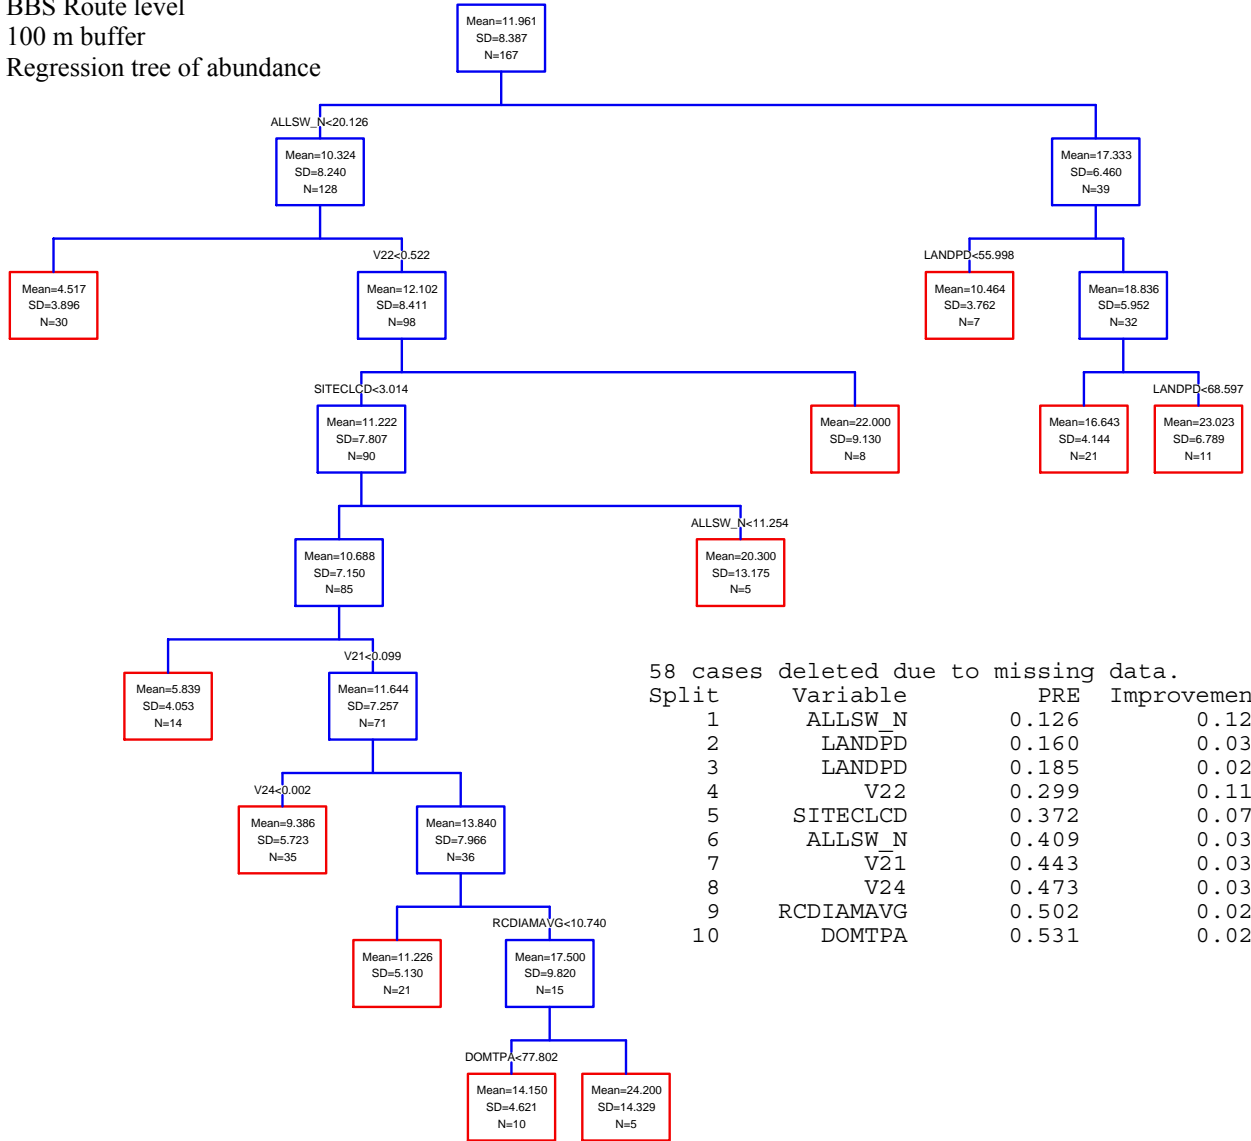 BBS Route level
100 m buffer
Regression tree of abundance
Mean=11.961
SD=8.387
N=167
ALLSW_N<20.126
Mean=10.324
SD=8.240
N=128
Mean=17.333
SD=6.460
N=39
V22<0.522
LANDPD<55.998
Mean=4.517
SD=3.896
N=30
Mean=12.102
SD=8.411
N=98
Mean=10.464
SD=3.762
N=7
Mean=18.836
SD=5.952
N=32
SITECLCD<3.014
LANDPD<68.597
Mean=11.222
SD=7.807
N=90
Mean=22.000
SD=9.130
N=8
Mean=16.643
SD=4.144
N=21
Mean=23.023
SD=6.789
N=11
ALLSW_N<11.254
Mean=10.688
SD=7.150
N=85
Mean=20.300
SD=13.175
N=5
V21<0.099
Mean=5.839
SD=4.053
N=14
Mean=11.644
SD=7.257
N=71
V24<0.002
Mean=9.386
SD=5.723
N=35
Mean=13.840
SD=7.966
N=36
RCDIAMAVG<10.740
Mean=11.226
SD=5.130
N=21
Mean=17.500
SD=9.820
N=15
DOMTPA<77.802
Mean=14.150
SD=4.621
N=10
Mean=24.200
SD=14.329
N=5
58 cases deleted due to missing data.
Split Variable PRE Improvemen
1 ALLSW_N 0.126 0.12
2 LANDPD 0.160 0.03
3 LANDPD 0.185 0.02
4 V22 0.299 0.11
5 SITECLCD 0.372 0.07
6 ALLSW_N 0.409 0.03
7 V21 0.443 0.03
8 V24 0.473 0.03
9 RCDIAMAVG 0.502 0.02
10 DOMTPA 0.531 0.02